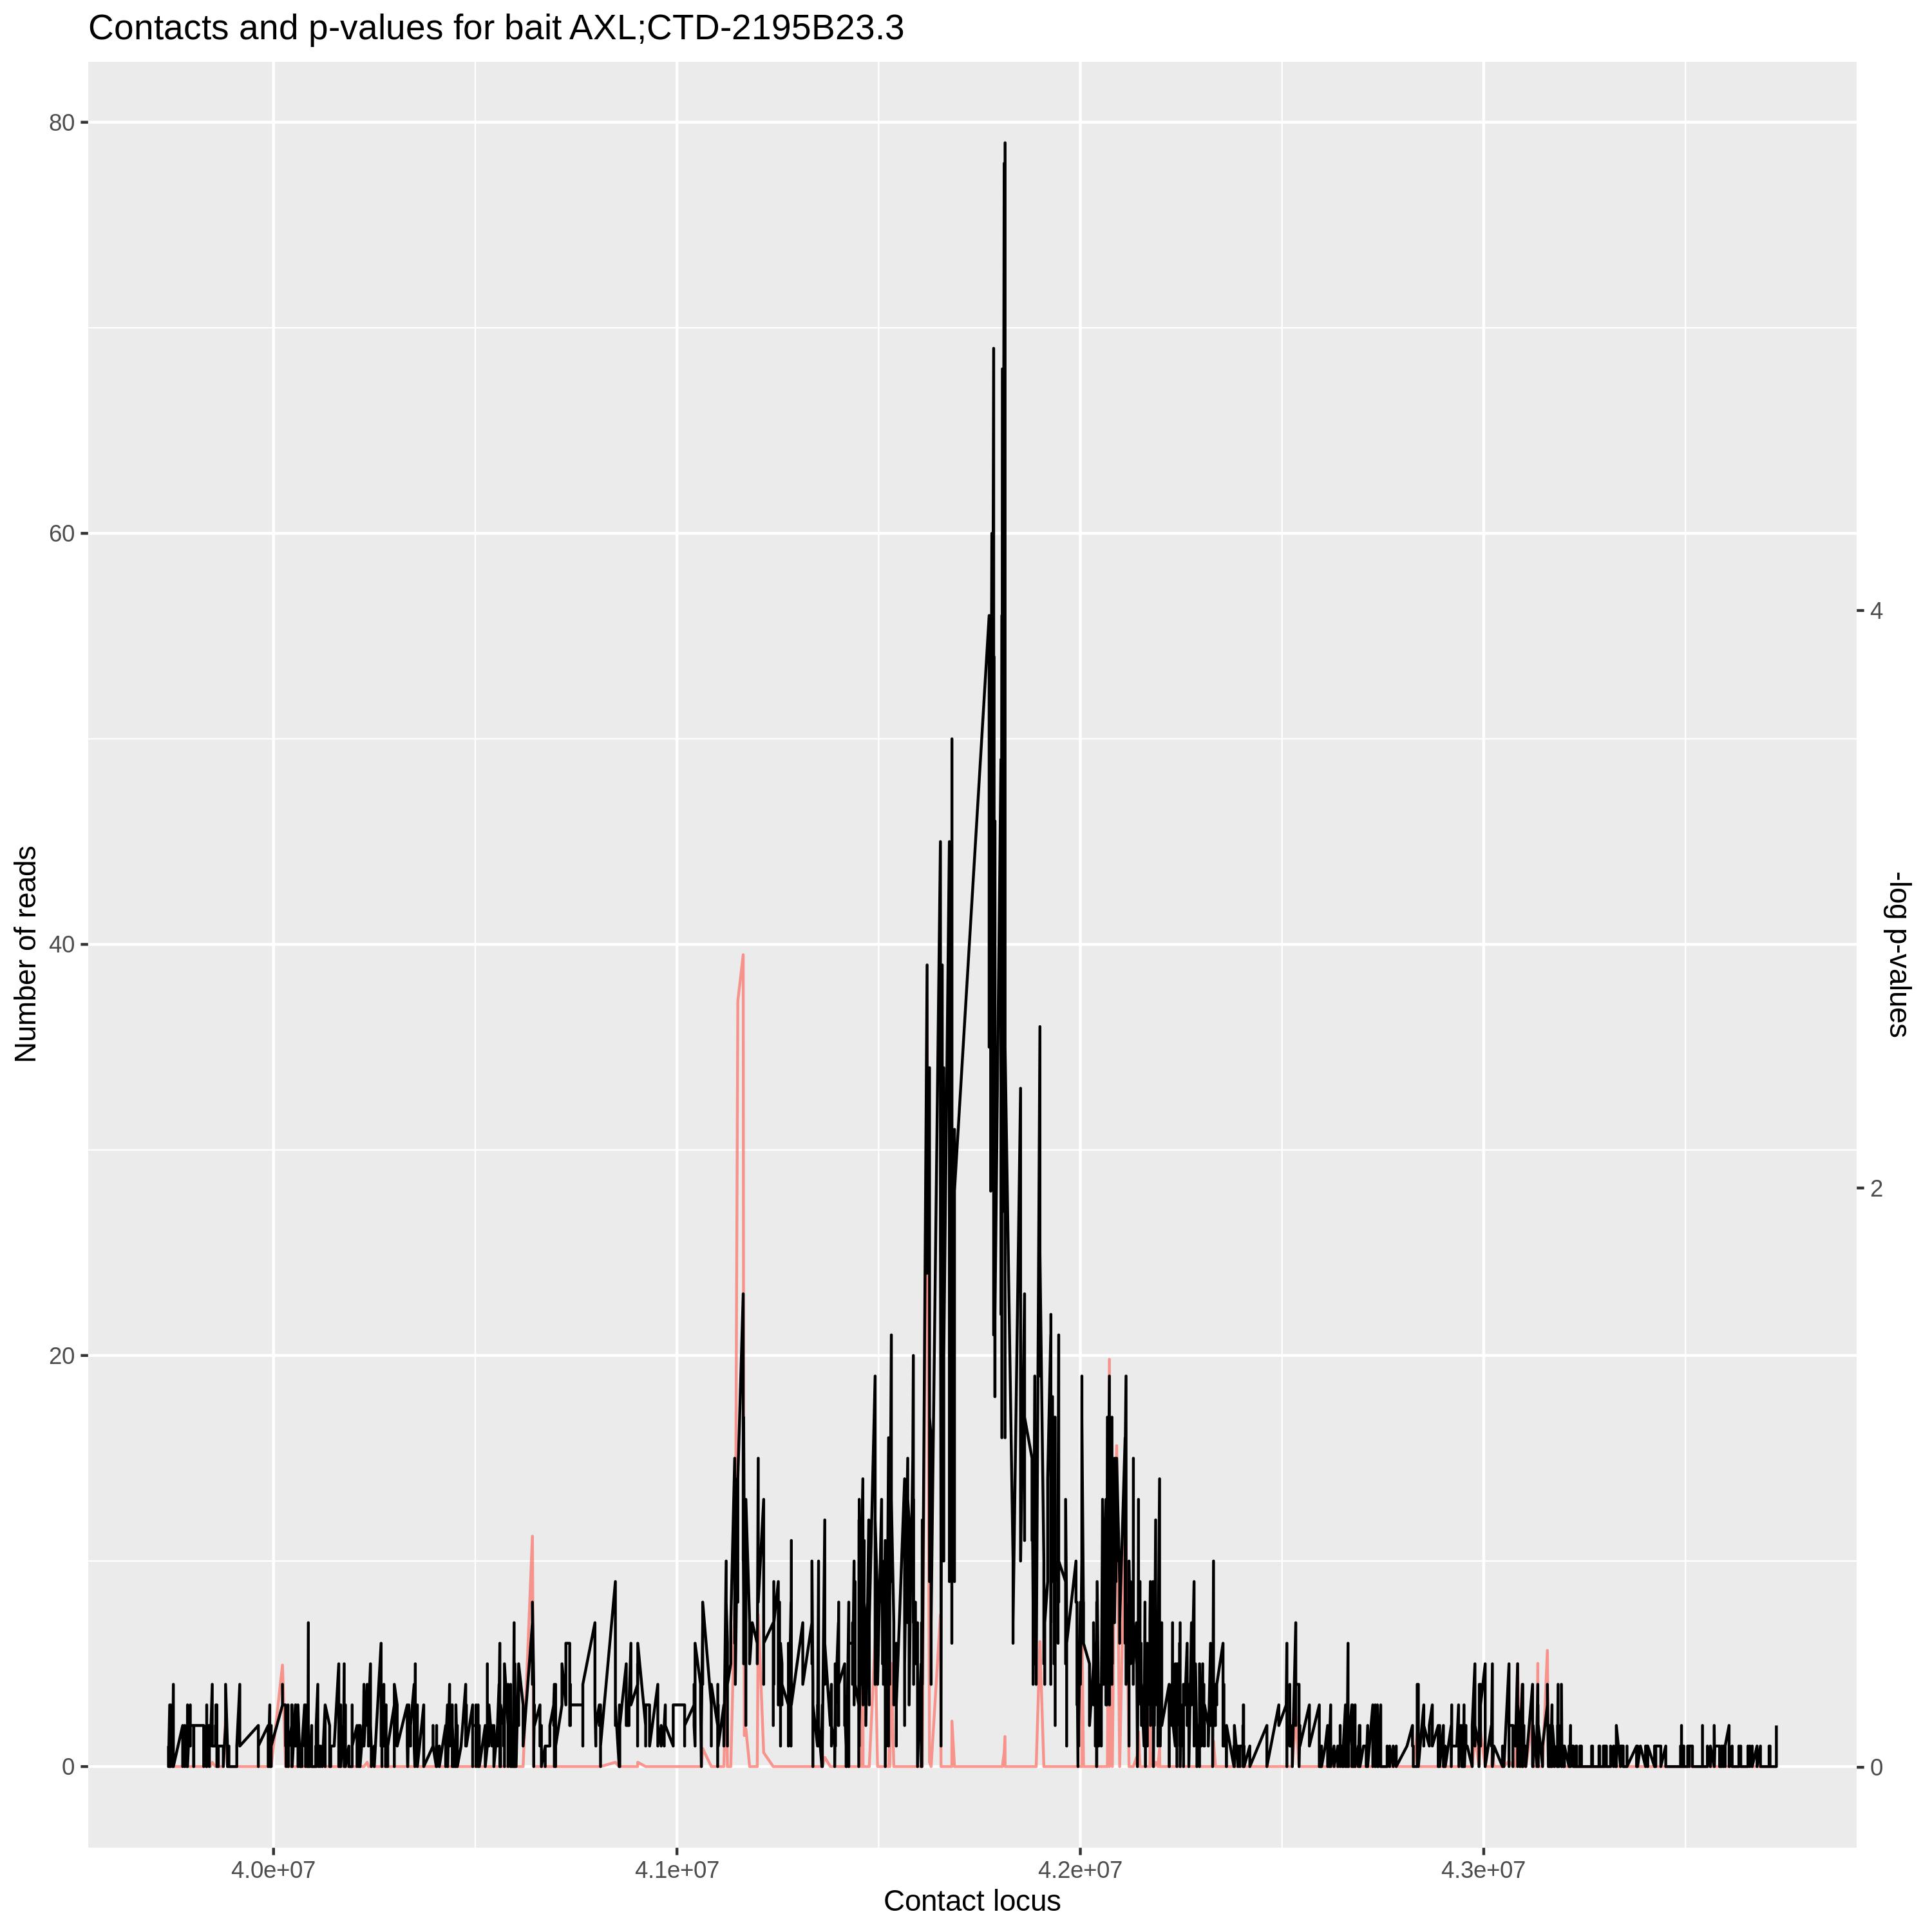 Contacts and p-values for bait AXL;CTD-2195B23.3
80
60
40
20
0
Number of reads
4
2
0
-log p-values
4.0e+07
4.1e+07
4.2e+07
4.3e+07
Contact locus